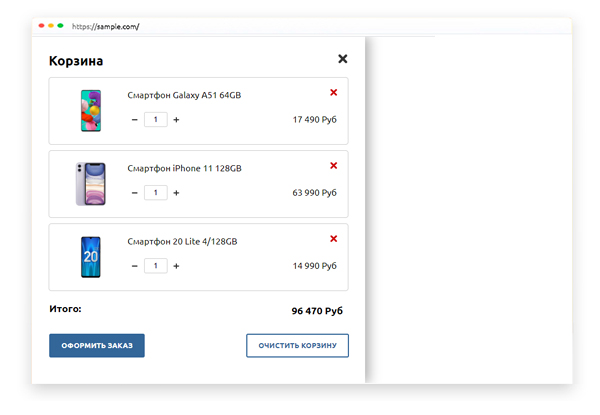 https://sample.com/
Корзина
Смартфон Galaxy A51 64GB
1
17 490 Руб
Смартфон iPhone 11 128GB
1
63 990 Руб
20
Смартфон 20 Lite 4/128GB
1
14 990 Руб
Итого:
96 470 Руб
ОФОРМИТЬ ЗАКАЗ
ОЧИСТИТЬ КОРЗИНУ